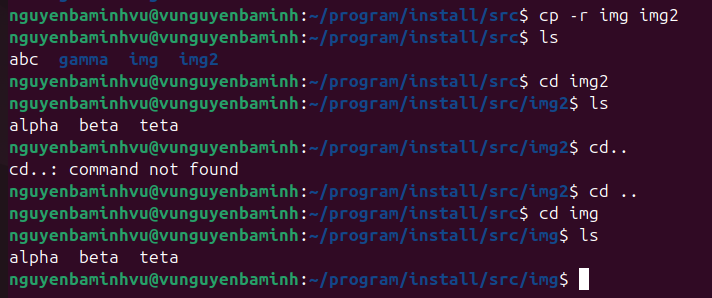 nguyenbaminhvu@vunguyenbaminh:~/program/install/src$ cp -r img img2
nguyenbaminhvu@vunguyenbaminh:~/program/install/src$ ls
abc  gamma  img  img2
nguyenbaminhvu@vunguyenbaminh:~/program/install/src$ cd img2
nguyenbaminhvu@vunguyenbaminh:~/program/install/src/img2$ ls
alpha  beta  teta
nguyenbaminhvu@vunguyenbaminh:~/program/install/src/img2$ cd..
cd..: command not found
nguyenbaminhvu@vunguyenbaminh:~/program/install/src/img2$ cd ..
nguyenbaminhvu@vunguyenbaminh:~/program/install/src$ cd img
nguyenbaminhvu@vunguyenbaminh:~/program/install/src/img$ ls
alpha  beta  teta
nguyenbaminhvu@vunguyenbaminh:~/program/install/src/img$